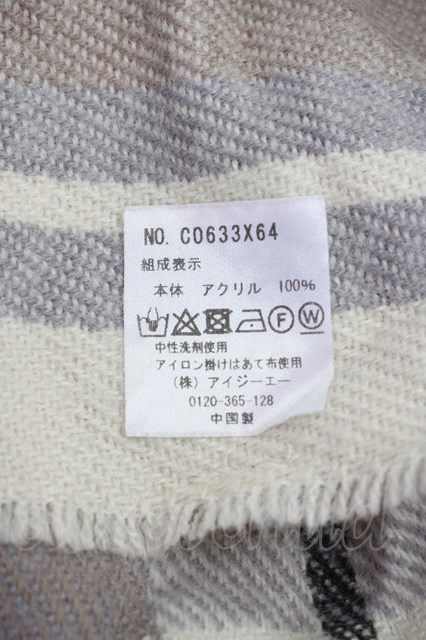 NO. C0633X64
組成表示
本体 アクリル 100%
中性洗剤使用
アイロン掛けはあて布使用
(株) アイジーエー
0120-365-128
中国製